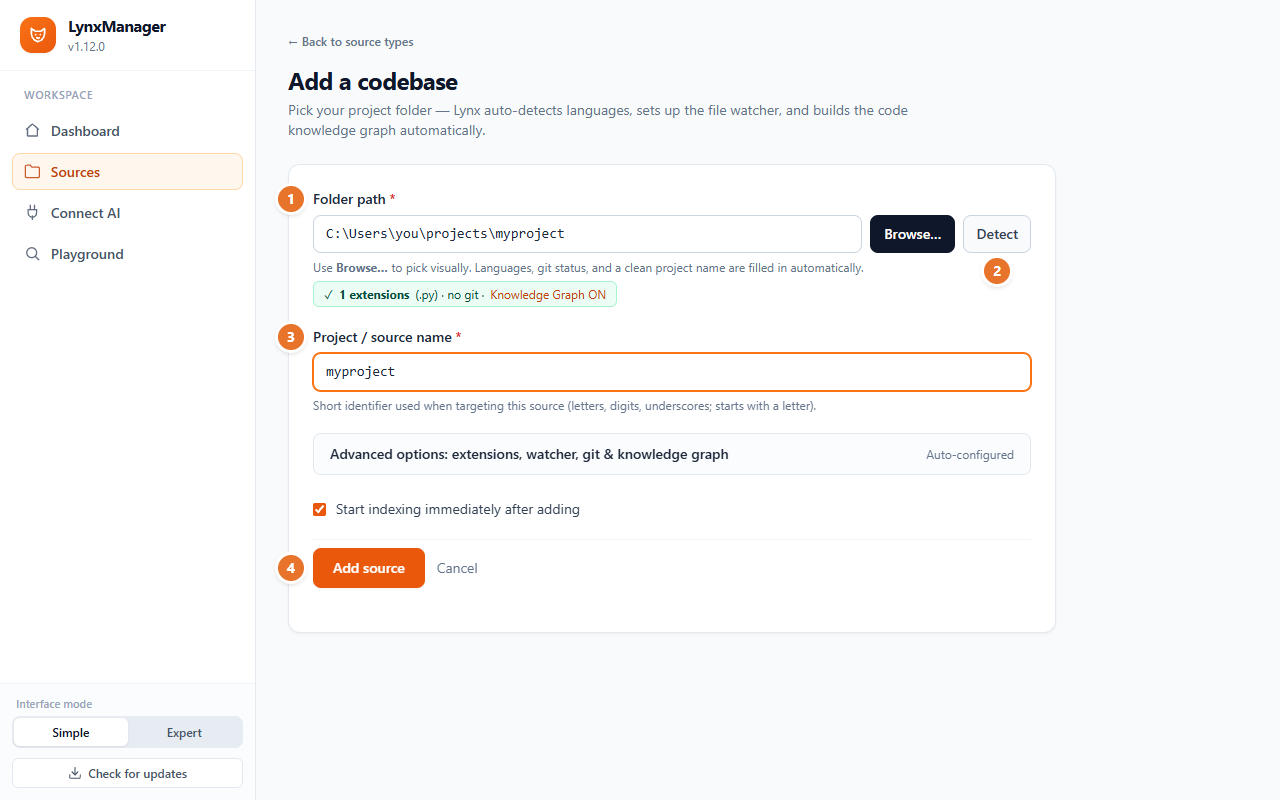 LynxManager
v1.12.0
WORKSPACE
Dashboard
Sources
Connect AI
Playground
Interface mode
Simple
Expert
Check for updates
← Back to source types
Add a codebase
Pick your project folder — Lynx auto-detects languages, sets up the file watcher, and builds the code
knowledge graph automatically.
1
Folder path *
C:\Users\you\projects\myproject
Browse...
Detect
2
Use Browse... to pick visually. Languages, git status, and a clean project name are filled in automatically.
✓ 1 extensions (.py) · no git · Knowledge Graph ON
3
Project / source name *
myproject
Short identifier used when targeting this source (letters, digits, underscores; starts with a letter).
Advanced options: extensions, watcher, git & knowledge graph
Auto-configured
Start indexing immediately after adding
4
Add source
Cancel